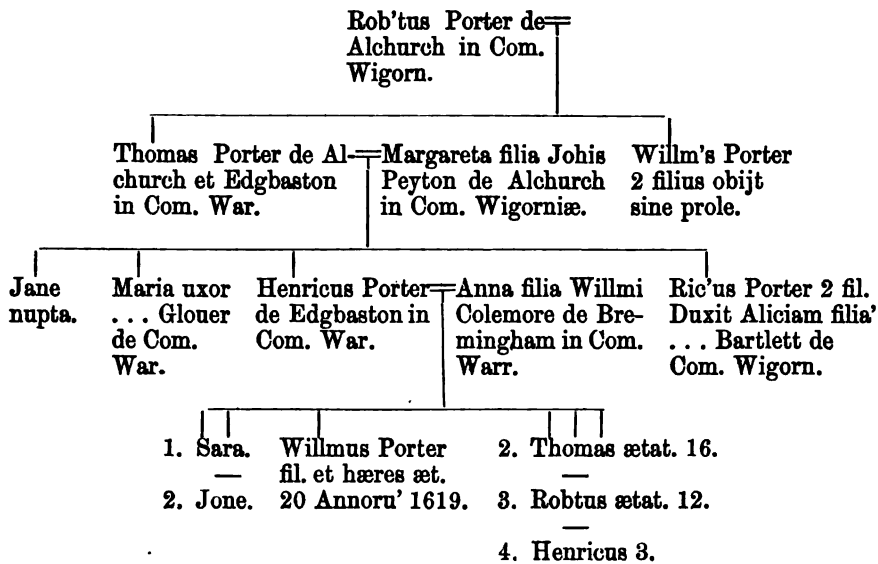 Rob'tus Porter de
Alchurch in Com.
Wigorn.
Thomas Porter de Al-
church et Edgbaston
in Com. War.
Margareta filia Johis
Peyton de Alchurch
in Com. Wigorniæ.
Willm's Porter
2 filius obijt
sine prole.
Jane
nupta.
Maria uxor
... Glouer
de Com.
War.
Henricus Porter
de Edgbaston in
Com. War.
Anna filia Willmi
Colemore de Bre-
mingham in Com.
Warr.
Ric'us Porter 2 fil.
Duxit Aliciam filia'
... Bartlett de
Com. Wigorn.
1. Sara.
2. Jone.
Willmus Porter
fil. et hæres æt.
20 Annoru' 1619.
2. Thomas ætat. 16.
3. Robtus ætat. 12.
4. Henricus 3.